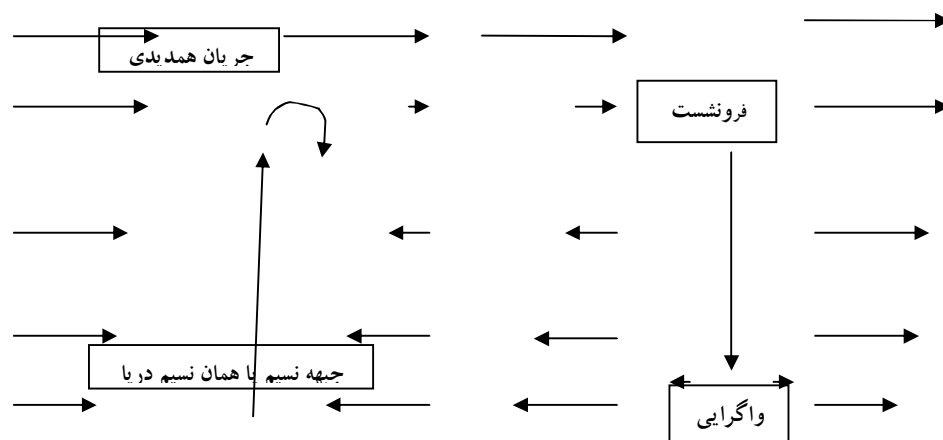 جریان همدیدی
فرونشست
جبهه نسیم یا همان نسیم دریا
واگرایی